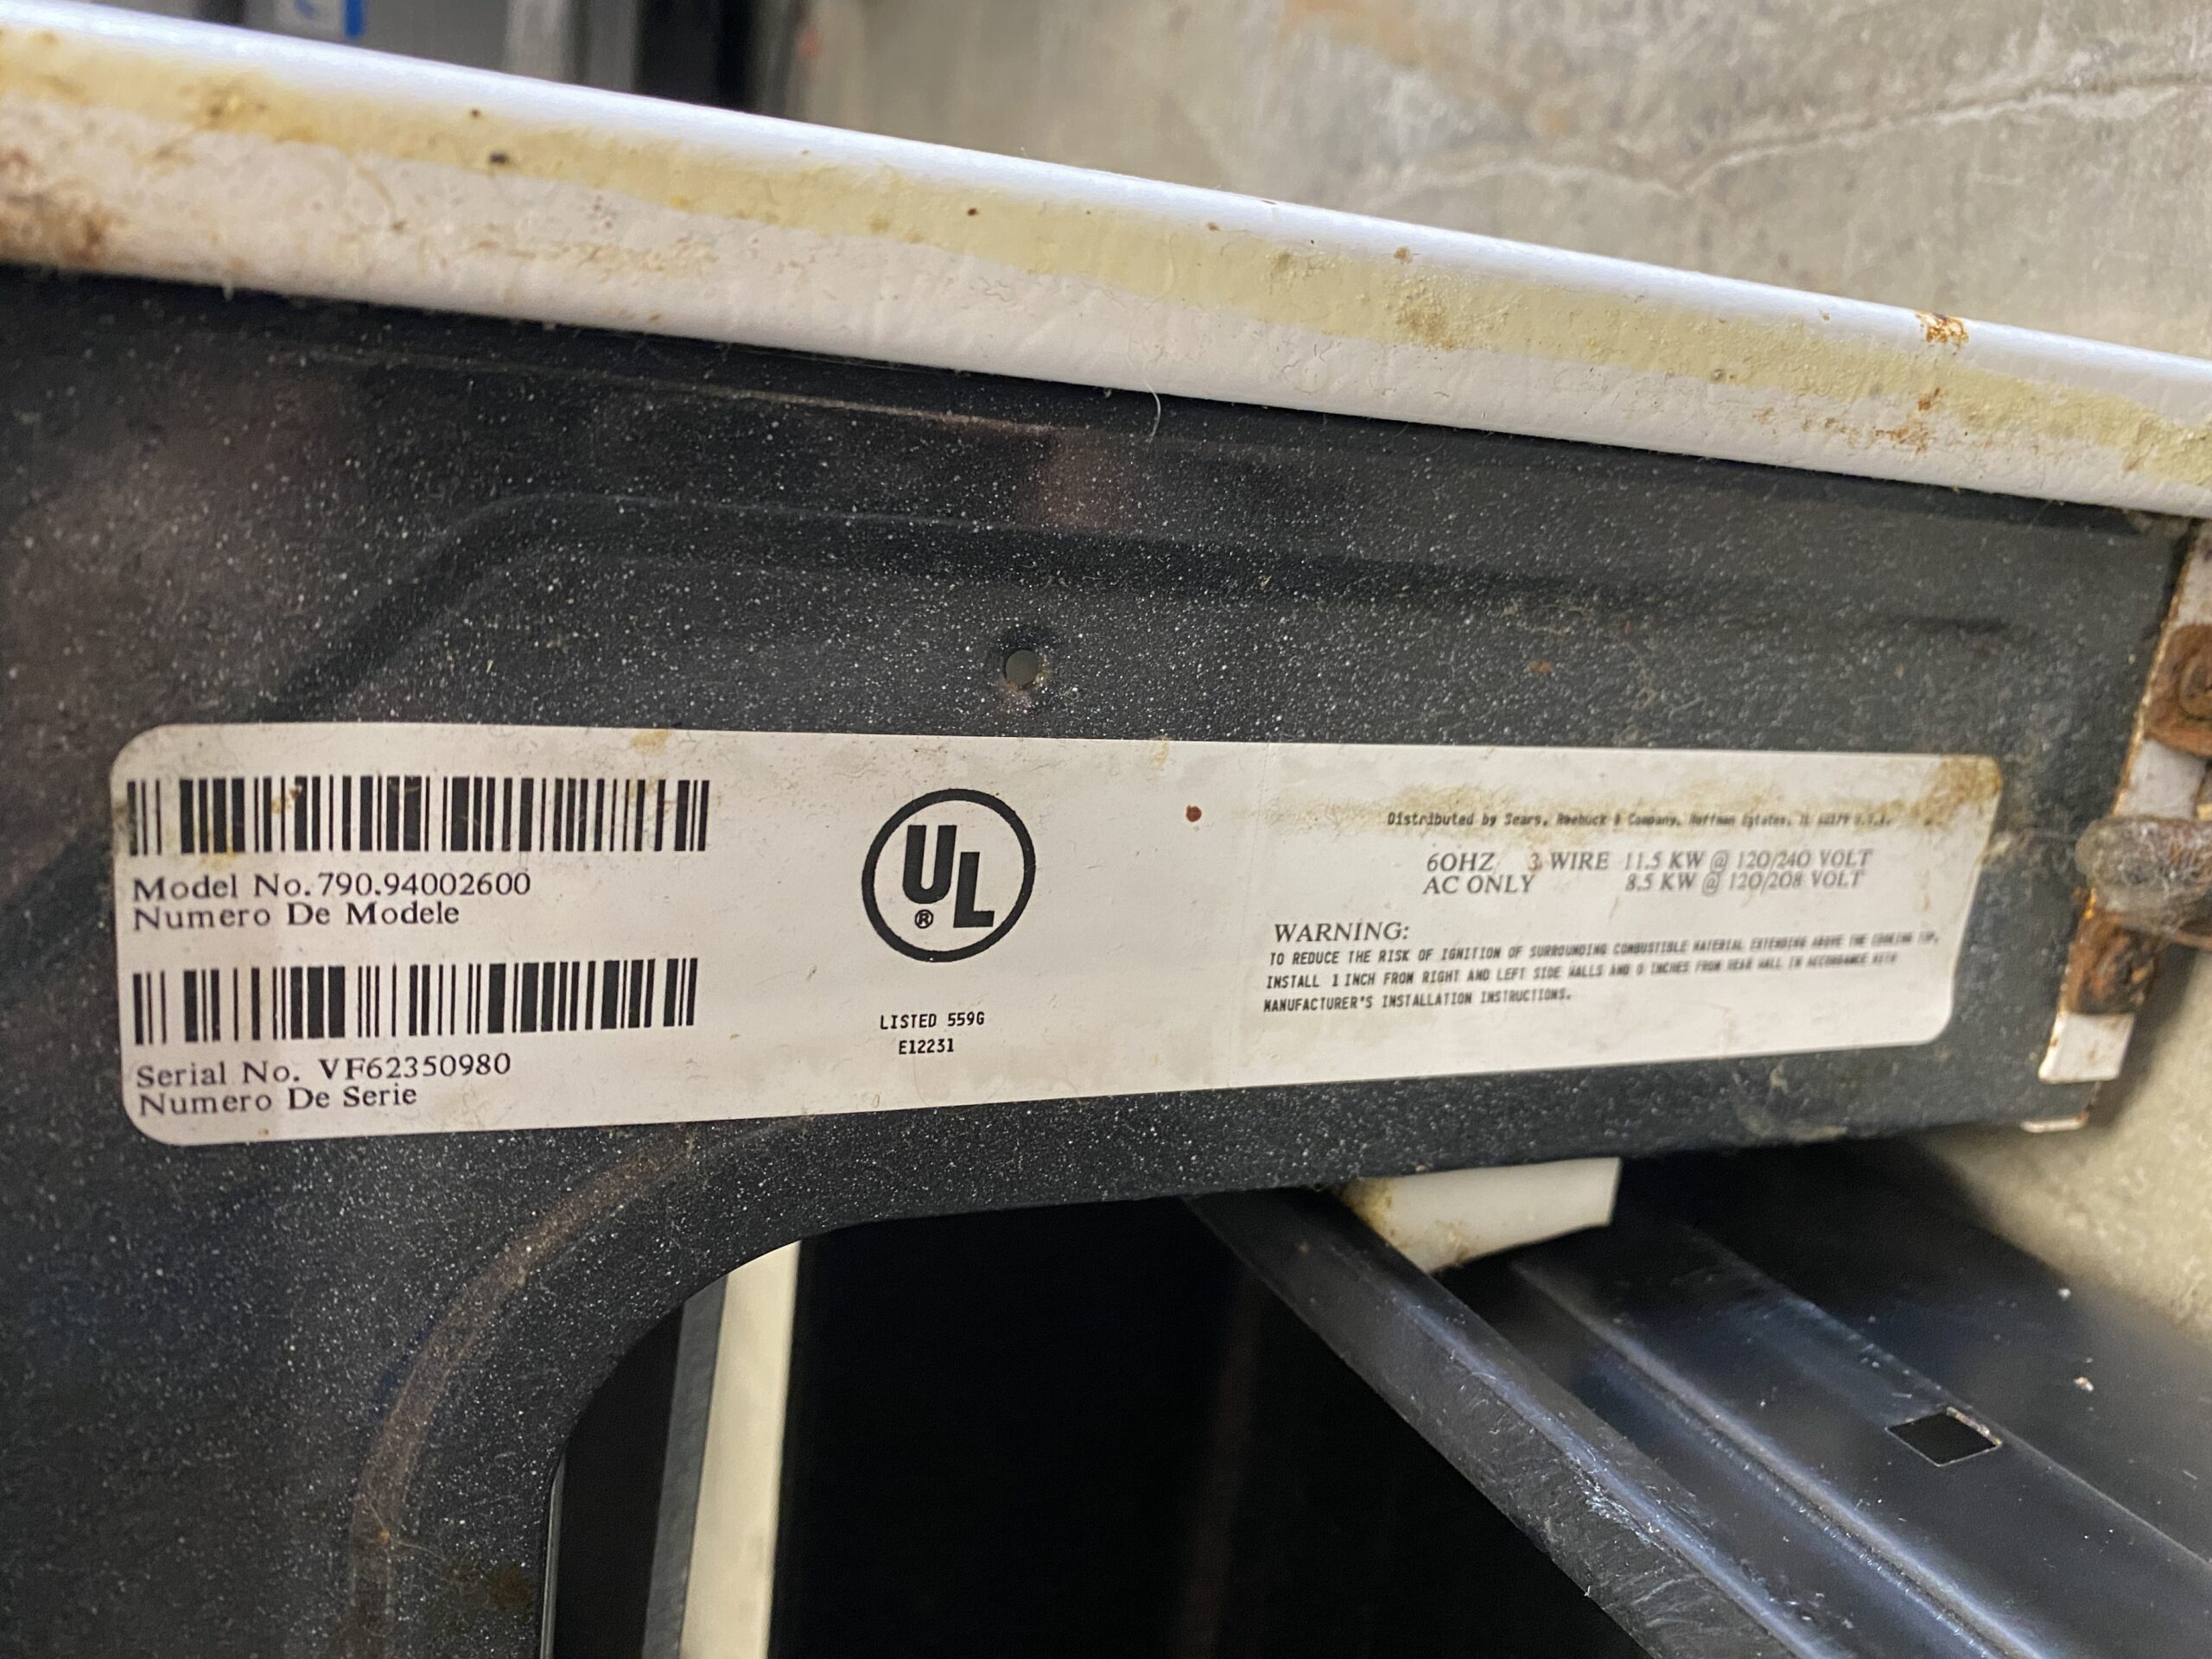 Model No.790.94002600
Numero De Modele
Serial No. VF62350980
Numero De Serie
UL
®
LISTED 559G
E12231
Distributed by Sears, Roebuck & Company, Hoffman Estates, IL 60179 U.S.A.
60HZ 3 WIRE 11.5 KW @ 120/240 VOLT
AC ONLY 8.5 KW @ 120/208 VOLT
WARNING:
TO REDUCE THE RISK OF IGNITION OF SURROUNDING COMBUSTIBLE MATERIAL EXTENDING ABOVE THE COOKING TOP,
INSTALL 1 INCH FROM RIGHT AND LEFT SIDE WALLS AND 0 INCHES FROM REAR WALL IN ACCORDANCE WITH
MANUFACTURER'S INSTALLATION INSTRUCTIONS.